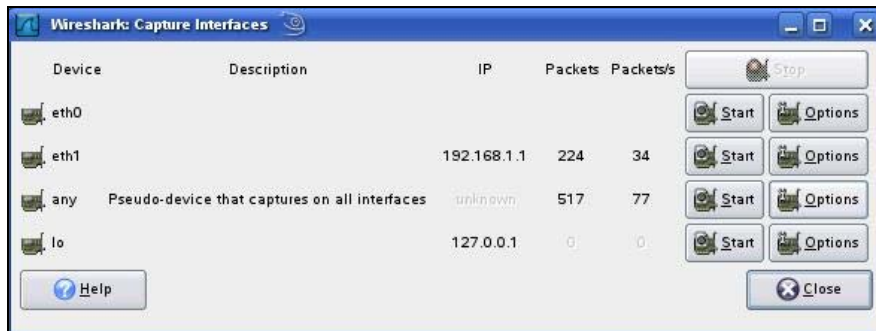 Wireshark: Capture Interfaces
Device Description IP Packets Packets/s Stop
eth0 Start Options
eth1 192.168.1.1 224 34 Start Options
any Pseudo-device that captures on all interfaces unknown 517 77 Start Options
lo 127.0.0.1 0 0 Start Options
Help Close